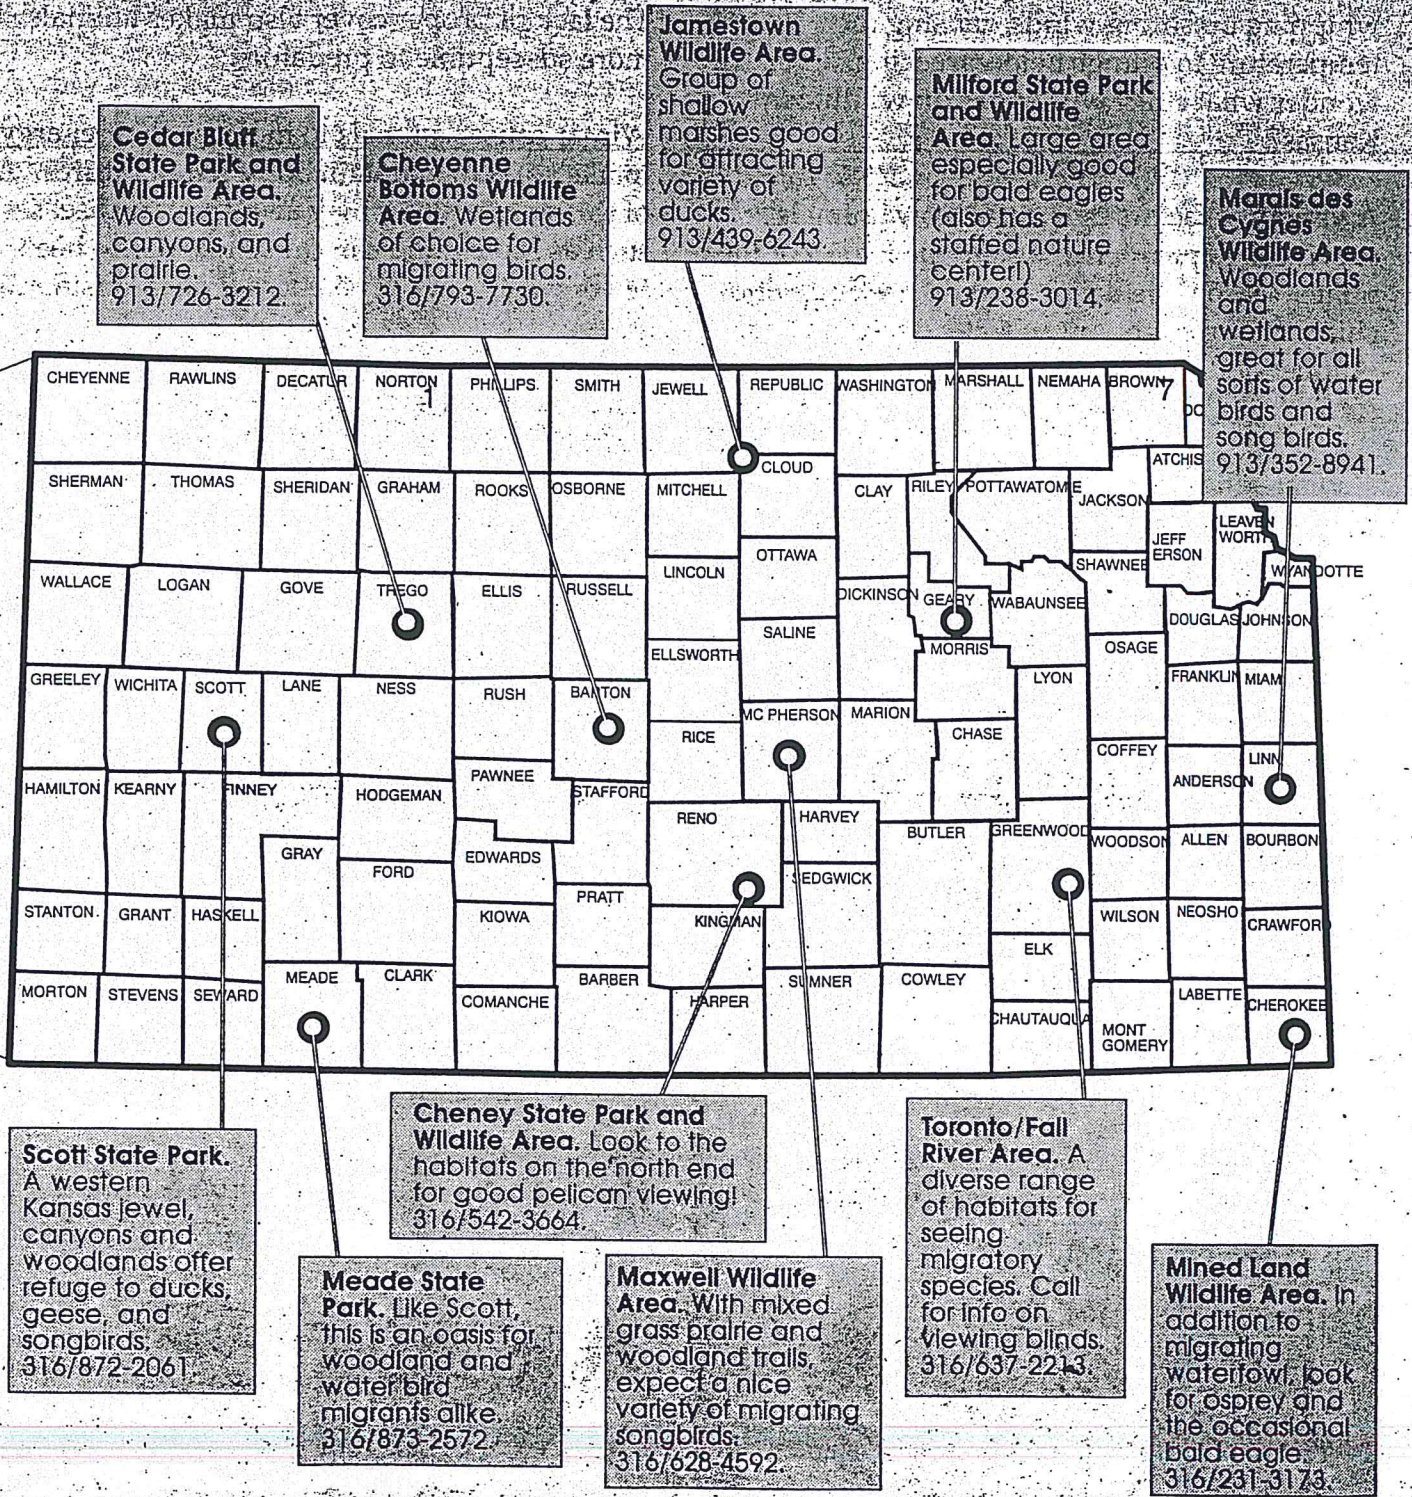 Jamestown
Wildlife Area.
Group of
shallow
marshes good
for attracting
variety of
ducks.
913/439-6243.
Milford State Park
and Wildlife
Area. Large area
especially good
for bald eagles
(also has a
staffed nature
center!)
913/238-3014.
Cedar Bluff
State Park and
Wildlife Area.
Woodlands,
canyons, and
prairie.
913/726-3212.
Cheyenne
Bottoms Wildlife
Area. Wetlands
of choice for
migrating birds.
316/793-7730.
Marais des
Cygnes
Wildlife Area.
Woodlands
and
wetlands,
great for all
sorts of water
birds and
song birds.
913/352-8941.
CHEYENNE RAWLINS DECATUR NORTON PHILLIPS SMITH JEWELL REPUBLIC WASHINGTON MARSHALL NEMAHA BROWN
1 7
DO
SHERMAN THOMAS SHERIDAN GRAHAM ROOKS OSBORNE MITCHELL CLOUD CLAY RILEY POTTAWATOMIE JACKSON ATCHIS
JEFF
ERSON
LEAVEN
WORTH
WALLACE LOGAN GOVE TREGO ELLIS RUSSELL LINCOLN OTTAWA DICKINSON GEARY WABAUNSEE SHAWNEE WYANDOTTE
SALINE DOUGLAS JOHNSON
GREELEY WICHITA SCOTT LANE NESS RUSH BARTON ELLSWORTH MORRIS LYON OSAGE FRANKLIN MIAM
RICE MC PHERSON MARION CHASE COFFEY ANDERSON LINN
HAMILTON KEARNY FINNEY HODGEMAN PAWNEE STAFFORD RENO HARVEY BUTLER GREENWOOD WOODSON ALLEN BOURBON
GRAY FORD EDWARDS SEDGWICK
STANTON GRANT HASKELL KIOWA PRATT KINGMAN ELK WILSON NEOSHO CRAWFORD
MORTON STEVENS SEWARD MEADE CLARK COMANCHE BARBER HARPER SUMNER COWLEY CHAUTAUQUA LABETTE CHEROKEE
MONT
GOMERY
Scott State Park.
A western
Kansas jewel,
canyons and
woodlands offer
refuge to ducks,
geese, and
songbirds.
316/872-2061.
Cheney State Park and
Wildlife Area. Look to the
habitats on the north end
for good pelican viewing!
316/542-3664.
Meade State
Park. Like Scott,
this is an oasis for
woodland and
water bird
migrants alike.
316/873-2572.
Maxwell Wildlife
Area. With mixed
grass prairie and
woodland trails,
expect a nice
variety of migrating
songbirds.
316/628-4592.
Toronto/Fall
River Area. A
diverse range
of habitats for
seeing
migratory
species. Call
for info on
viewing blinds.
316/637-2213.
Mined Land
Wildlife Area. In
addition to
migrating
waterfowl, look
for osprey and
the occasional
bald eagle.
316/231-3173.